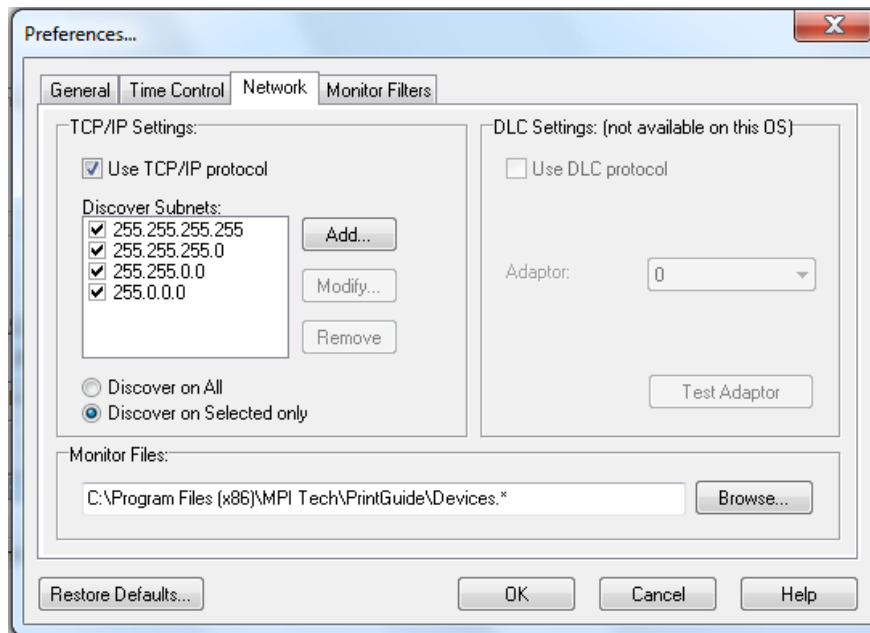 Preferences...
X
General Time Control Network Monitor Filters
TCP/IP Settings:
Use TCP/IP protocol
Discover Subnets:
255.255.255.255
255.255.255.0
255.255.0.0
255.0.0.0
Add...
Modify...
Remove
Discover on All
Discover on Selected only
DLC Settings: (not available on this OS)
Use DLC protocol
Adaptor: 0
Test Adaptor
Monitor Files:
C:\Program Files (x86)\MPI Tech\PrintGuide\Devices.* Browse...
Restore Defaults... OK Cancel Help